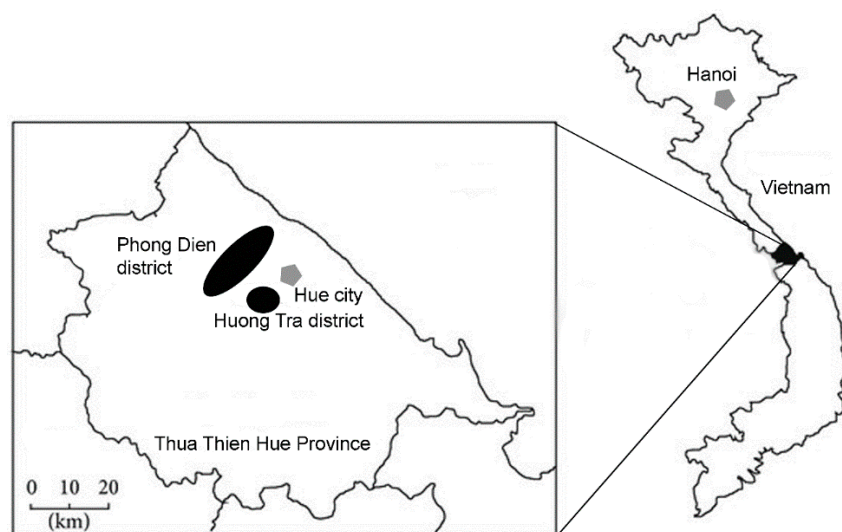 Hanoi
Vietnam
Phong Dien
district
Hue city
Huong Tra district
Thua Thien Hue Province
0 10 20
(km)